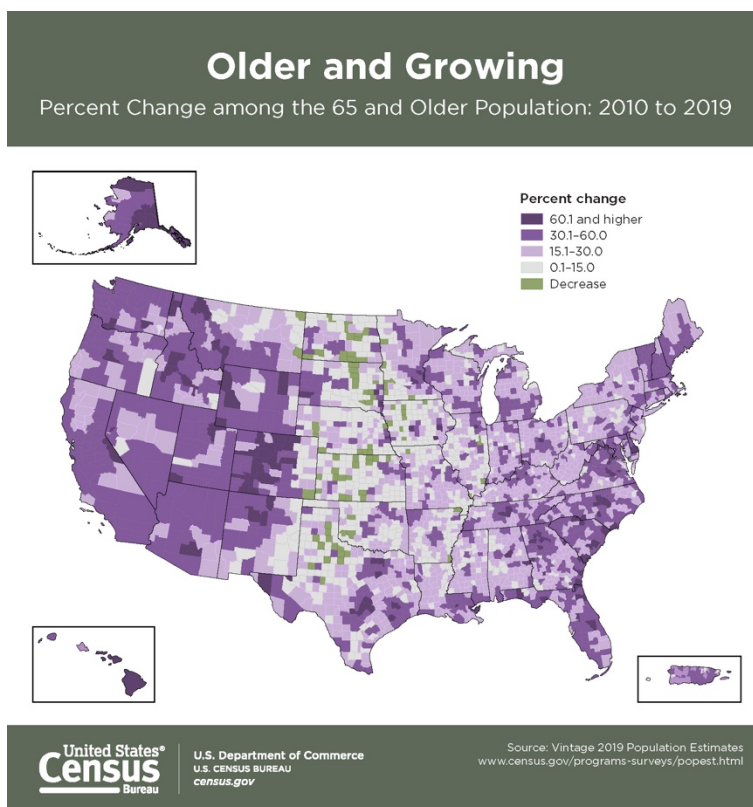 Older and Growing
Percent Change among the 65 and Older Population: 2010 to 2019
Percent change
60.1 and higher
30.1–60.0
15.1–30.0
0.1–15.0
Decrease
United States®
Census
Bureau
U.S. Department of Commerce
U.S. CENSUS BUREAU
census.gov
Source: Vintage 2019 Population Estimates
www.census.gov/programs-surveys/popest.html